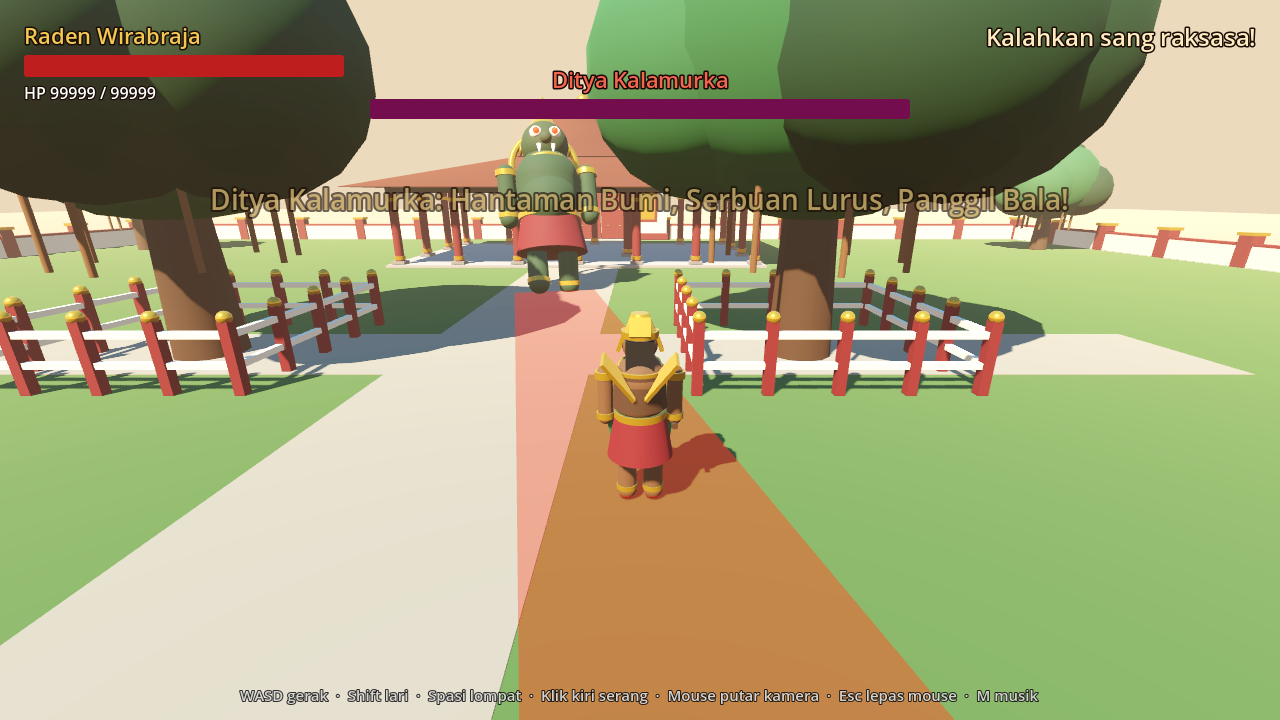 Raden Wirabraja
HP 99999 / 99999
Kalahkan sang raksasa!
Ditya Kalamurka
Ditya Kalamurka: Hantaman Bumi, Serbuan Lurus, Panggil Bala!
WASD gerak · Shift lari · Spasi lompat · Klik kiri serang · Mouse putar kamera · Esc lepas mouse · M musik